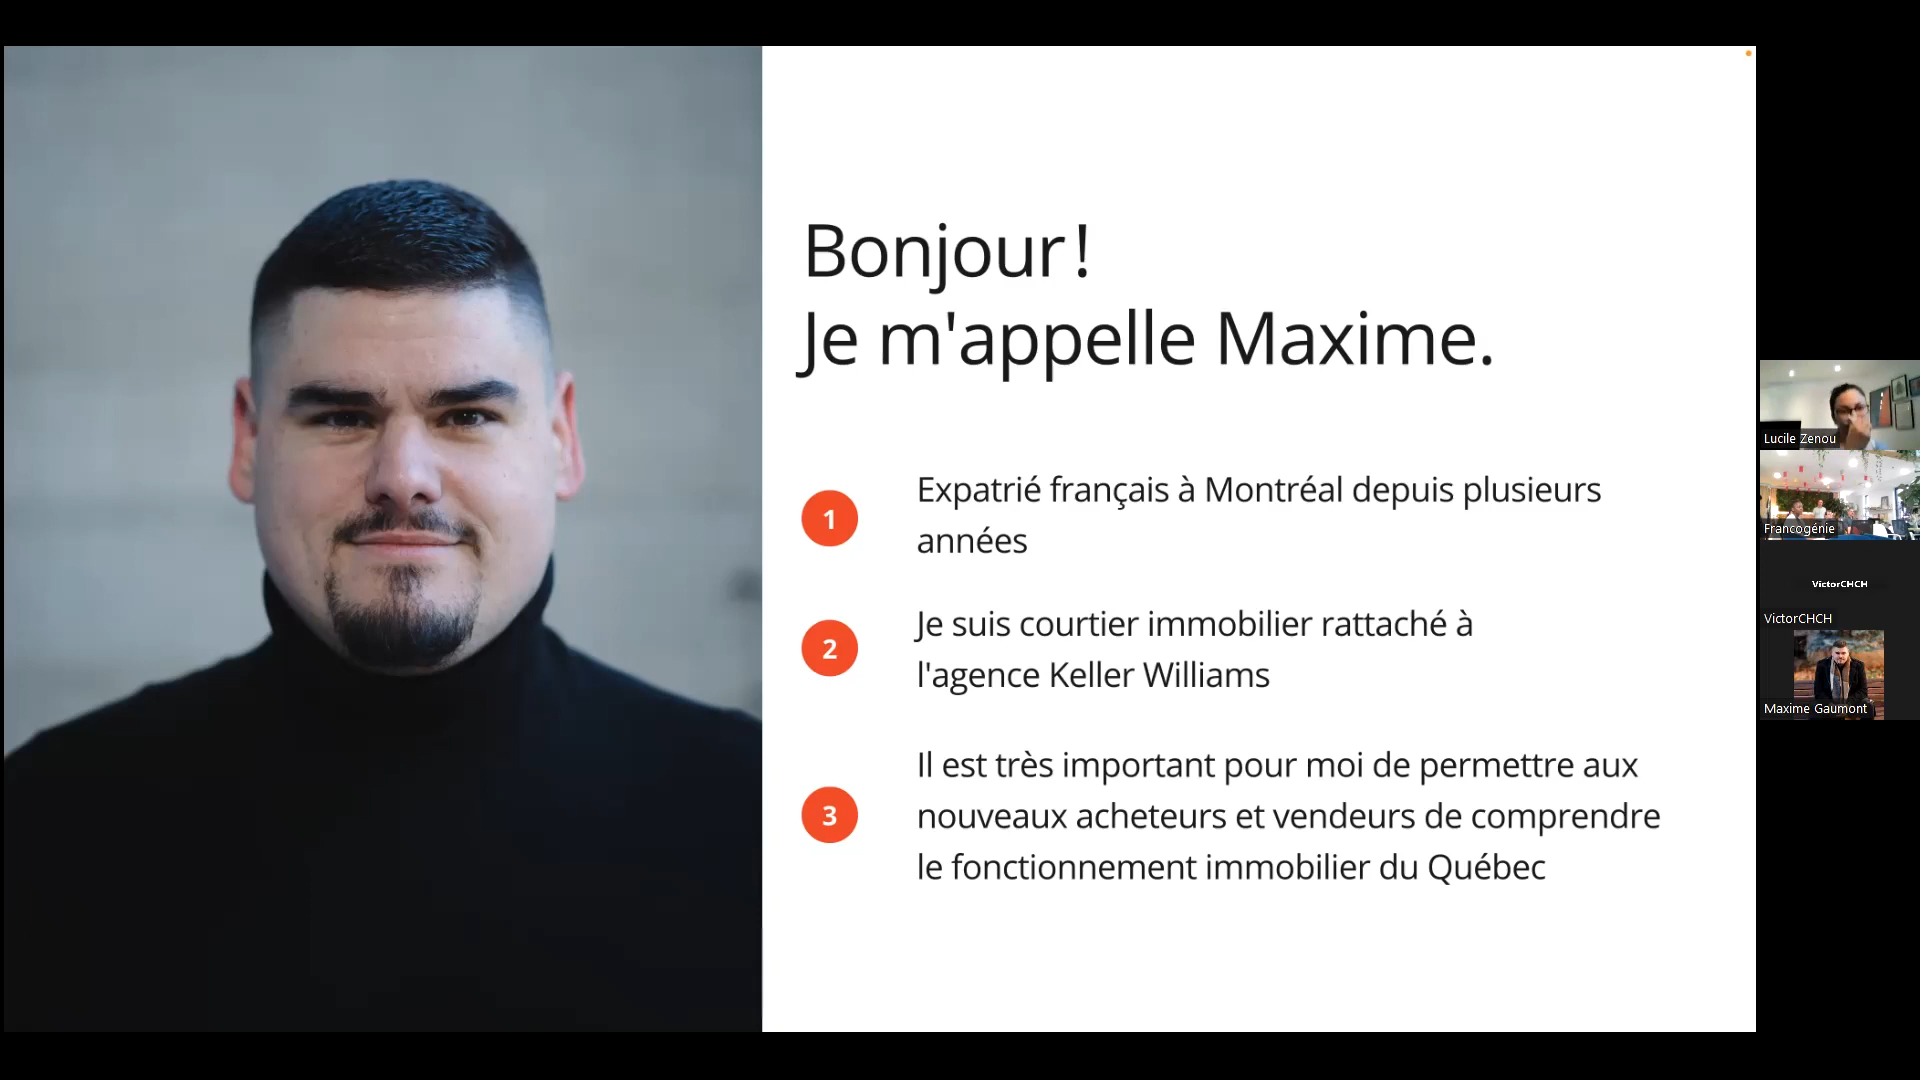 Bonjour !
Je m'appelle Maxime.
1
Expatrié français à Montréal depuis plusieurs
années
2
Je suis courtier immobilier rattaché à
l'agence Keller Williams
3
Il est très important pour moi de permettre aux
nouveaux acheteurs et vendeurs de comprendre
le fonctionnement immobilier du Québec
Lucile Zenou
Francogénie
VictorCHCH
VictorCHCH
Maxime Gaumont